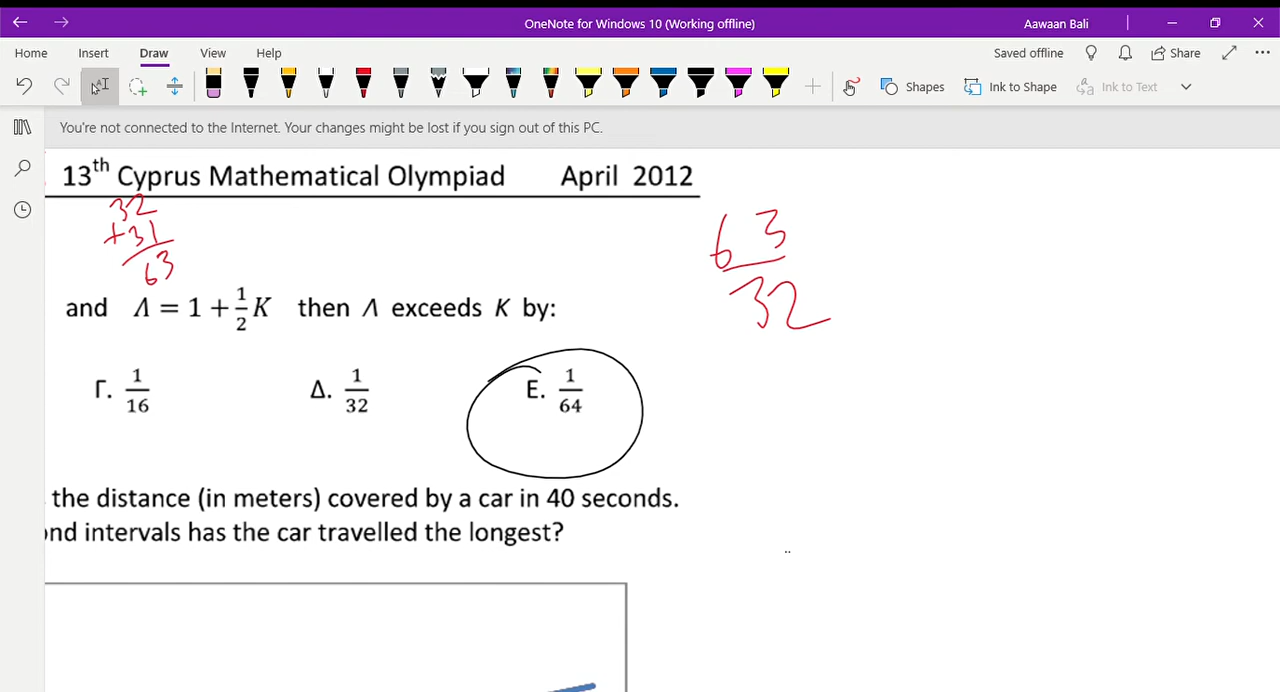 OneNote for Windows 10 (Working offline)
Aawaan Bali
Home Insert Draw View Help
Saved offline
Share
Shapes
Ink to Shape
Ink to Text
You're not connected to the Internet. Your changes might be lost if you sign out of this PC.
13th Cyprus Mathematical Olympiad April 2012
32
+31
63
63
32
and Λ = 1 + 1/2 K then Λ exceeds K by:
Γ. 1/16 Δ. 1/32 E. 1/64
the distance (in meters) covered by a car in 40 seconds.
ond intervals has the car travelled the longest?